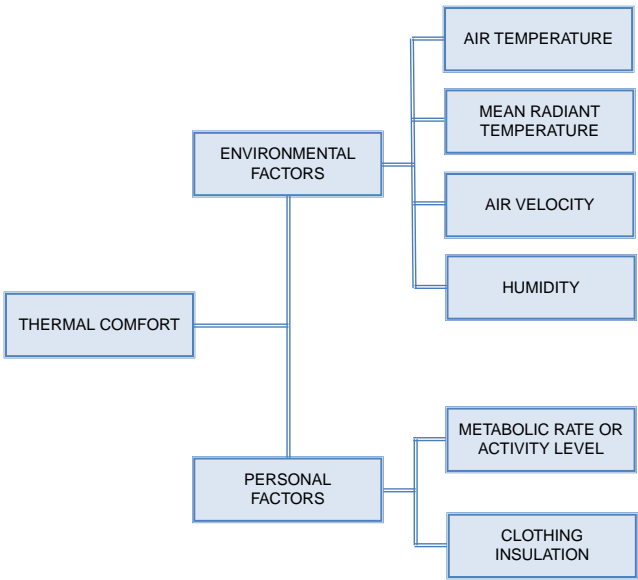 AIR TEMPERATURE
MEAN RADIANT
TEMPERATURE
ENVIRONMENTAL
FACTORS
AIR VELOCITY
HUMIDITY
THERMAL COMFORT
METABOLIC RATE OR
ACTIVITY LEVEL
PERSONAL
FACTORS
CLOTHING
INSULATION